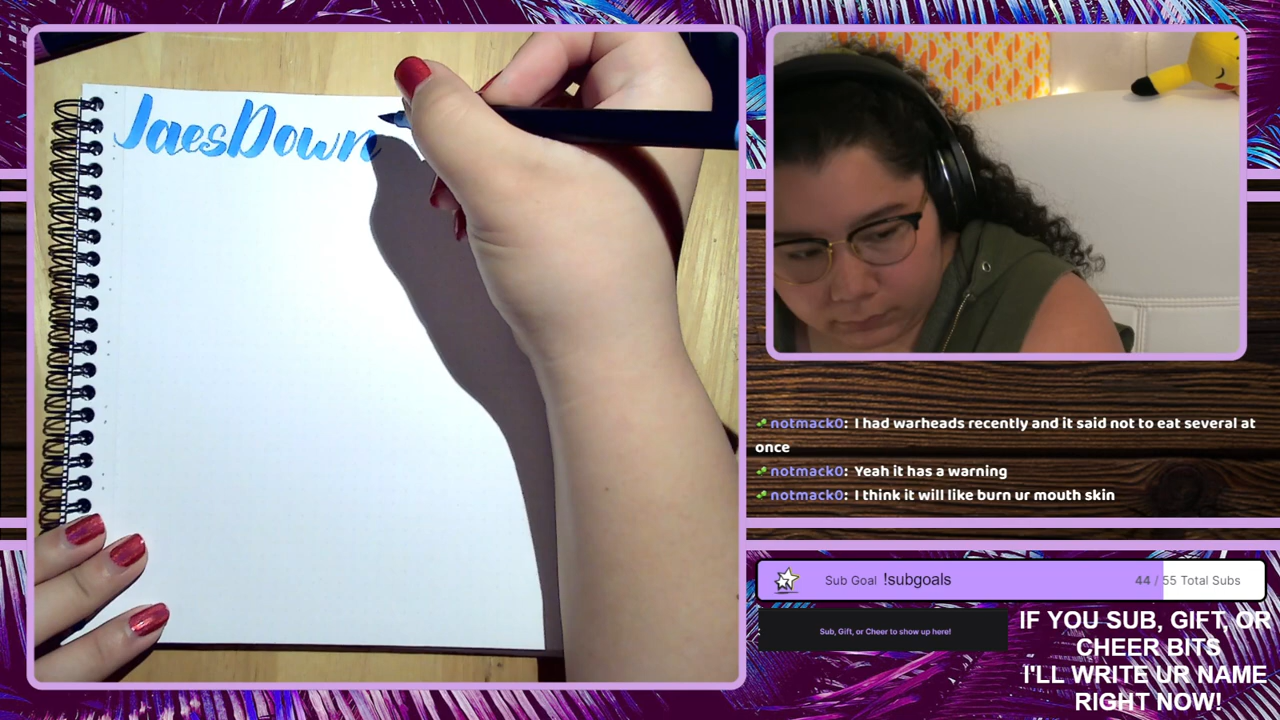 JaesDown
notmack0: I had warheads recently and it said not to eat several at
once
notmack0: Yeah it has a warning
notmack0: I think it will like burn ur mouth skin
Sub Goal !subgoals 44 / 55 Total Subs
Sub, Gift, or Cheer to show up here!
IF YOU SUB, GIFT, OR
CHEER BITS
I'LL WRITE UR NAME
RIGHT NOW!